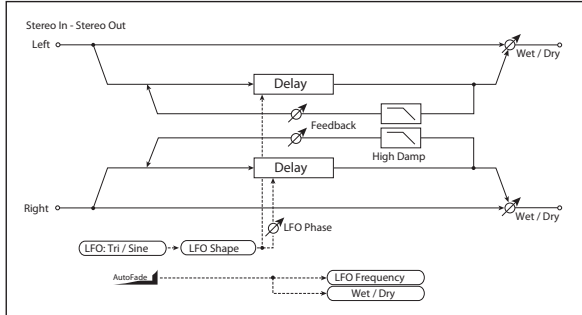 Stereo In - Stereo Out
Left
Wet / Dry
Delay
Feedback
High Damp
Delay
Right
Wet / Dry
LFO Phase
LFO: Tri / Sine
LFO Shape
AutoFade
LFO Frequency
Wet / Dry